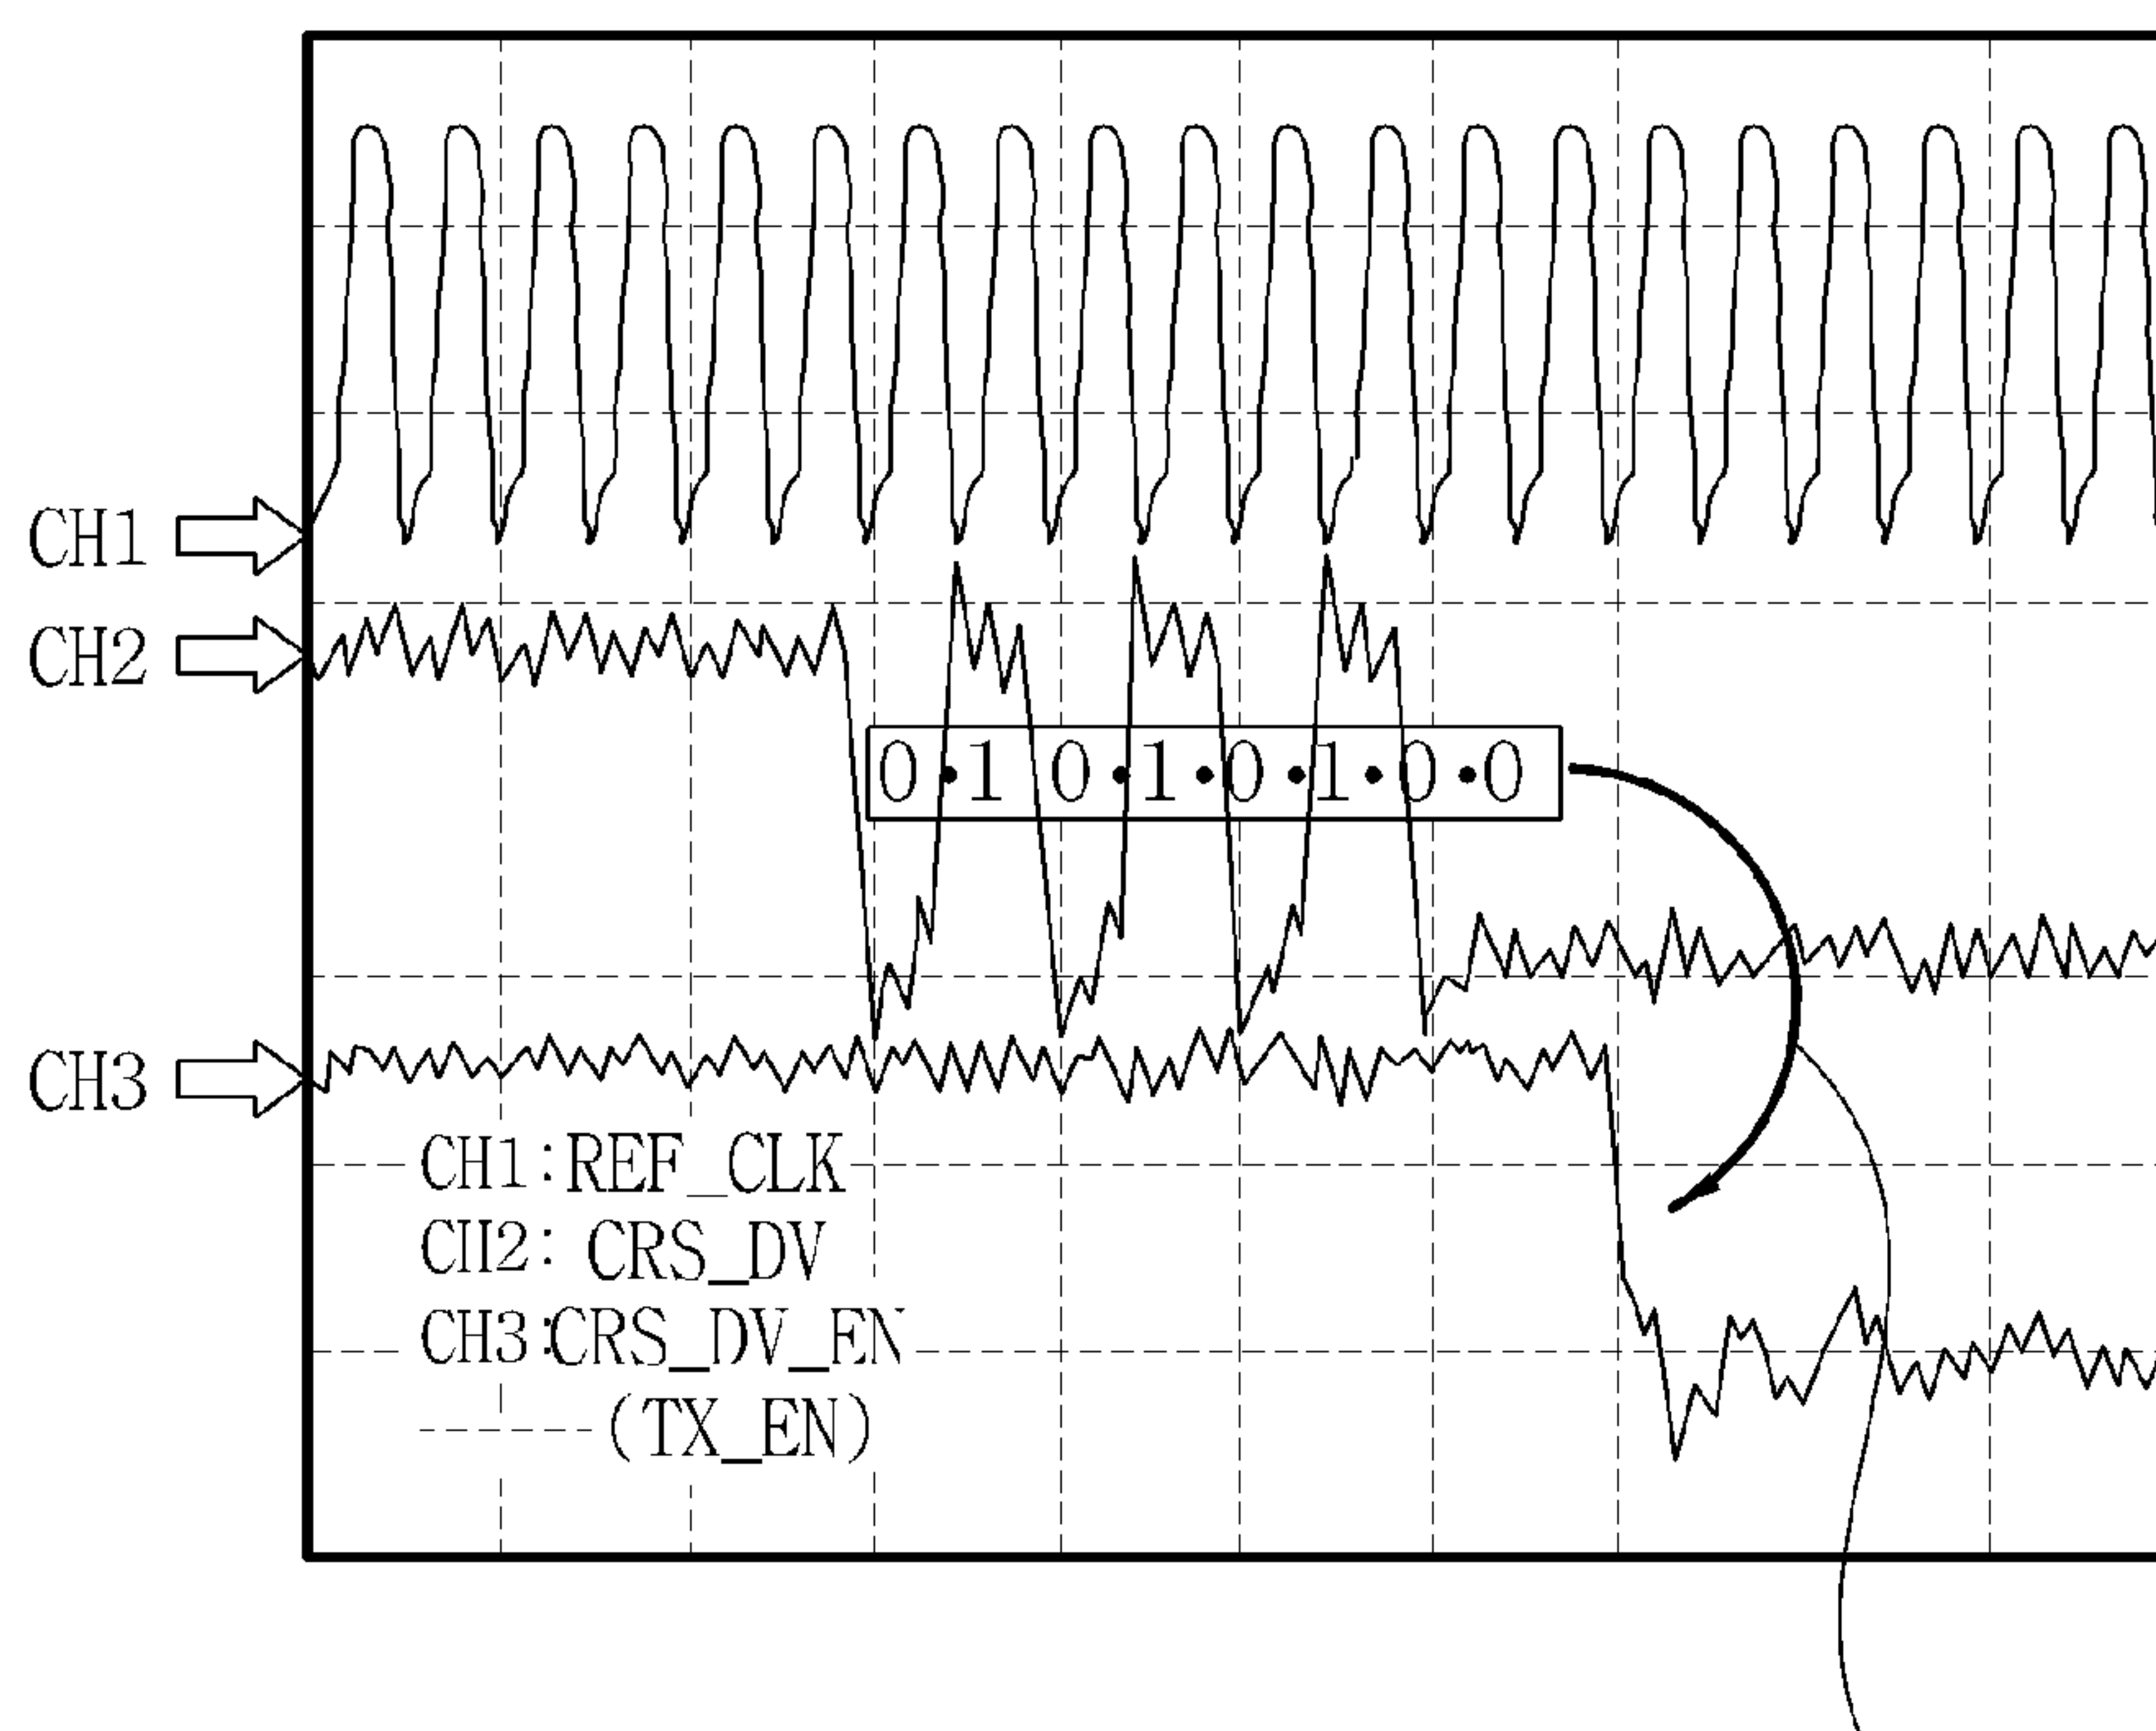 CH1
CH2
0•1 0•1•0•1•0•0
CH3
CH1:REF_CLK
CH2: CRS_DV
CH3:CRS_DV_EN
(TX_EN)